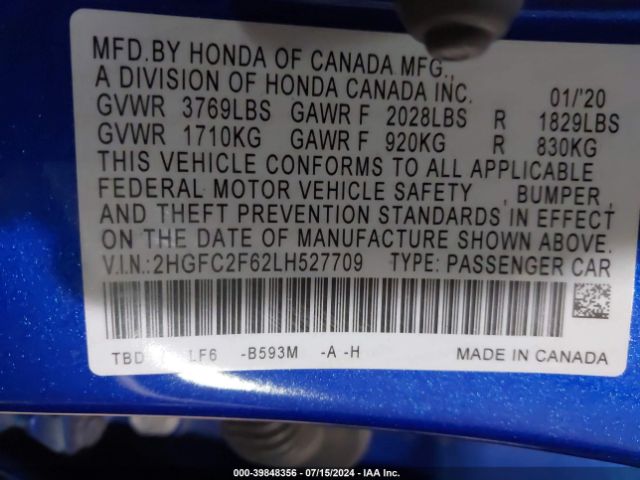 MFD.BY HONDA OF CANADA MFG.,
A DIVISION OF HONDA CANADA INC. 01/'20
GVWR 3769LBS GAWR F 2028LBS R 1829LBS
GVWR 1710KG GAWR F 920KG R 830KG
THIS VEHICLE CONFORMS TO ALL APPLICABLE
FEDERAL MOTOR VEHICLE SAFETY , BUMPER ,
AND THEFT PREVENTION STANDARDS IN EFFECT
ON THE DATE OF MANUFACTURE SHOWN ABOVE.
V.I.N.:2HGFC2F62LH527709 TYPE: PASSENGER CAR
TBD LF6 -B593M -A -H MADE IN CANADA
000-39848356 - 07/15/2024 - IAA Inc.